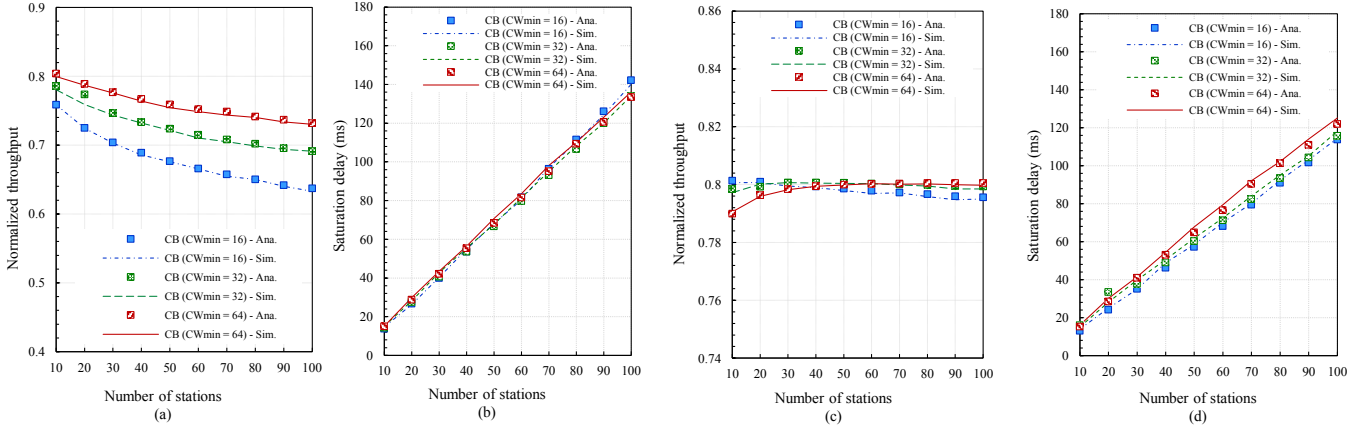 0.9
0.8
0.7
0.6
0.5
0.4
Normalized throughput
CB (CWmin = 16) - Ana.
CB (CWmin = 16) - Sim.
CB (CWmin = 32) - Ana.
CB (CWmin = 32) - Sim.
CB (CWmin = 64) - Ana.
CB (CWmin = 64) - Sim.
10 20 30 40 50 60 70 80 90 100
Number of stations
(a)
180
160
140
120
100
80
60
40
20
0
Saturation delay (ms)
CB (CWmin = 16) - Ana.
CB (CWmin = 16) - Sim.
CB (CWmin = 32) - Ana.
CB (CWmin = 32) - Sim.
CB (CWmin = 64) - Ana.
CB (CWmin = 64) - Sim.
10 20 30 40 50 60 70 80 90 100
Number of stations
(b)
0.86
0.84
0.82
0.8
0.78
0.76
0.74
Normalized throughput
CB (CWmin = 16) - Ana.
CB (CWmin = 16) - Sim.
CB (CWmin = 32) - Ana.
CB (CWmin = 32) - Sim.
CB (CWmin = 64) - Ana.
CB (CWmin = 64) - Sim.
10 20 30 40 50 60 70 80 90 100
Number of stations
(c)
180
160
140
120
100
80
60
40
20
0
Saturation delay (ms)
CB (CWmin = 16) - Ana.
CB (CWmin = 16) - Sim.
CB (CWmin = 32) - Ana.
CB (CWmin = 32) - Sim.
CB (CWmin = 64) - Ana.
CB (CWmin = 64) - Sim.
10 20 30 40 50 60 70 80 90 100
Number of stations
(d)